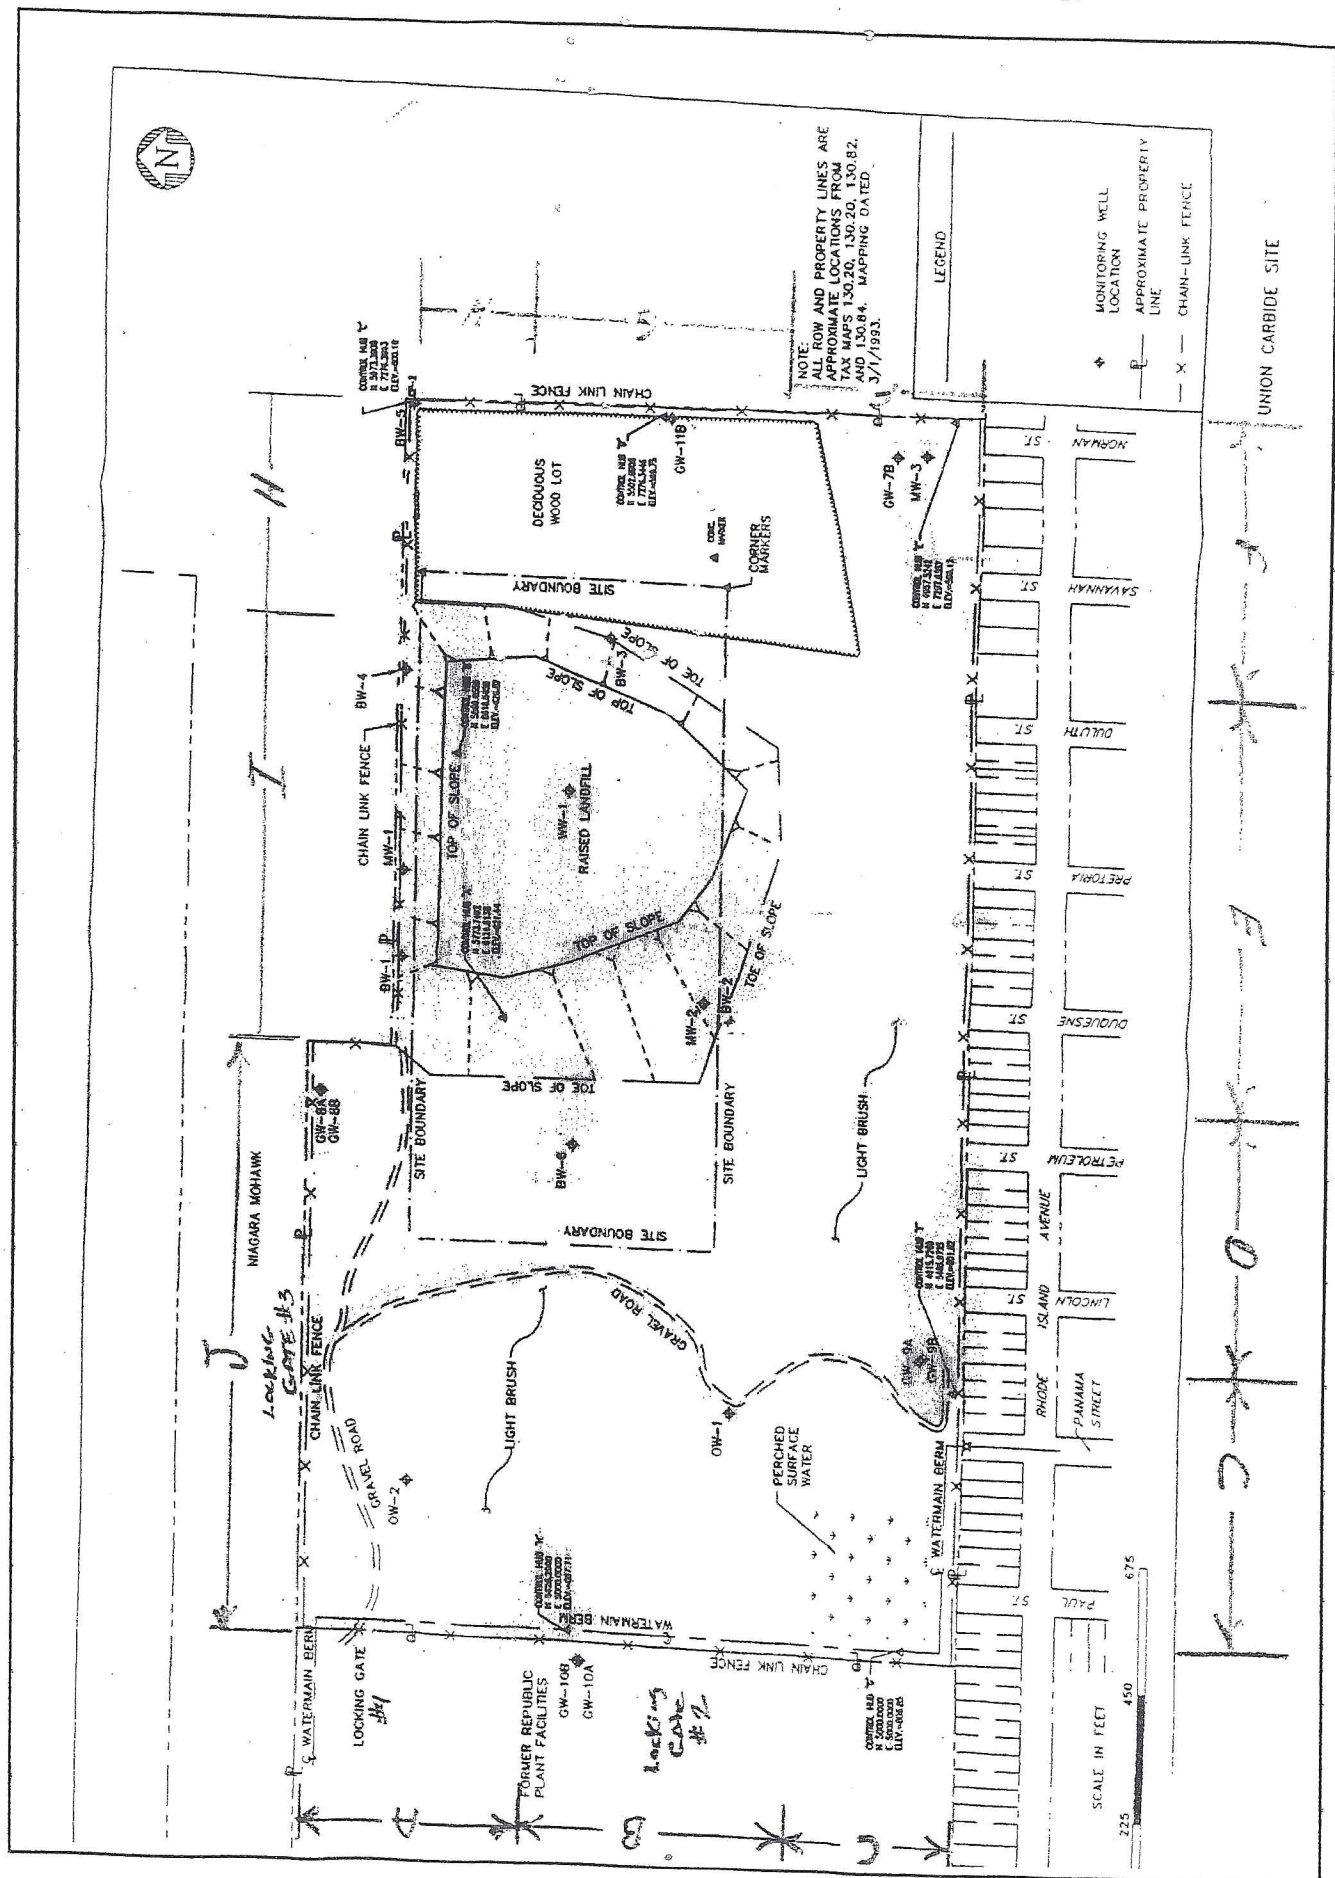 N
NOTE:
ALL ROW AND PROPERTY LINES ARE
APPROXIMATE LOCATIONS FROM
TAX MAPS 130.20, 130.20, 130.82,
AND 130.84. MAPPING DATED
3/1/1993.
LEGEND
MONITORING WELL
LOCATION
APPROXIMATE PROPERTY
LINE
CHAIN-LINK FENCE
UNION CARBIDE SITE
NIAGARA MOHAWK
LOCKING
GATE #3
CHAIN LINK FENCE
J
I
H
GW-8A
GW-8B
BW-1
MW-1
CHAIN LINK FENCE
BW-4
BW-5
CHAIN LINK FENCE
DECIDUOUS
WOOD LOT
GW-11B
CORNER
MARKERS
SITE BOUNDARY
SITE BOUNDARY
SITE BOUNDARY
SITE BOUNDARY
TOP OF SLOPE
TOP OF SLOPE
TOP OF SLOPE
TOE OF SLOPE
TOE OF SLOPE
TOE OF SLOPE
BW-3
RAISED LANDFILL
MW-2
BW-2
BW-6
GW-7B
MW-3
GRAVEL ROAD
GRAVEL ROAD
LIGHT BRUSH
LIGHT BRUSH
OW-2
OW-1
GW-9A
GW-9B
PERCHED
SURFACE
WATER
WATERMAIN BERM
WATERMAIN BERM
WATERMAIN BERM
LOCKING GATE
#1
FORMER REPUBLIC
PLANT FACILITIES
GW-10B
GW-10A
Locking
Gate
#2
CHAIN LINK FENCE
CONTROL HUB
N 5000.0000
E 5000.0000
A
B
C
PAUL ST.
PANAMA
STREET
LINCOLN ST.
RHODE ISLAND AVENUE
PETROLEUM ST.
DUQUESNE ST.
PRETORIA ST.
DULUTH ST.
SAVANNAH ST.
NORMAN ST.
C
D
E
F
SCALE IN FEET
225 450 675